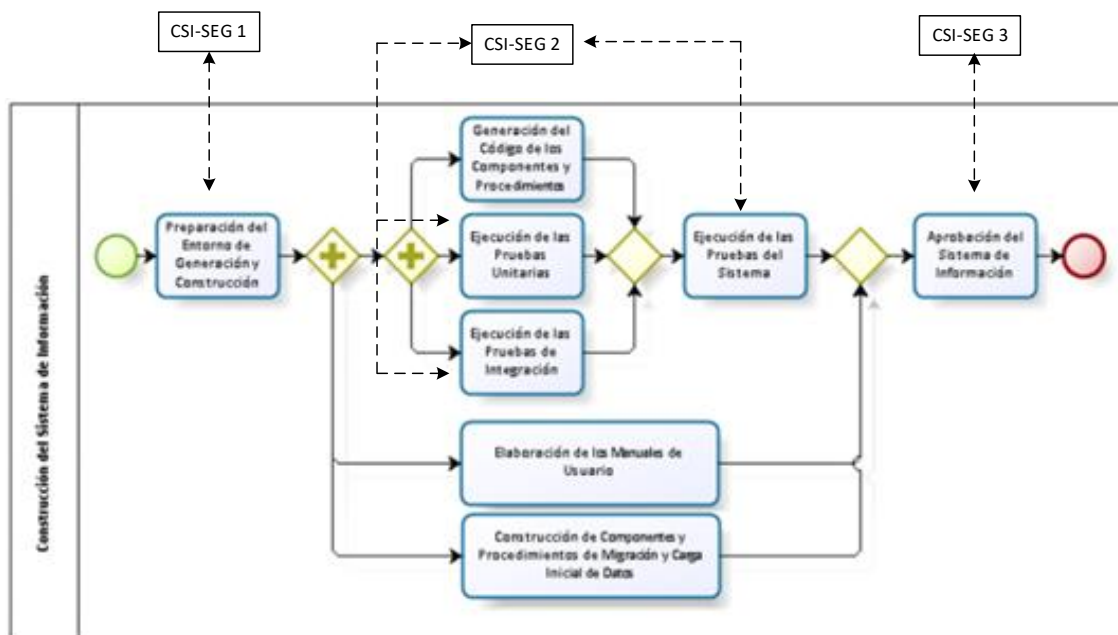 CSI-SEG 1
CSI-SEG 2
CSI-SEG 3
Construcción del Sistema de Información
Preparación del
Entorno de
Generación y
Construcción
Generación del
Código de los
Componentes y
Procedimientos
Ejecución de las
Pruebas
Unitarias
Ejecución de las
Pruebas de
Integración
Ejecución de las
Pruebas del
Sistema
Aprobación del
Sistema de
Información
Elaboración de los Manuales de
Usuario
Construcción de Componentes y
Procedimientos de Migración y Carga
Inicial de Datos